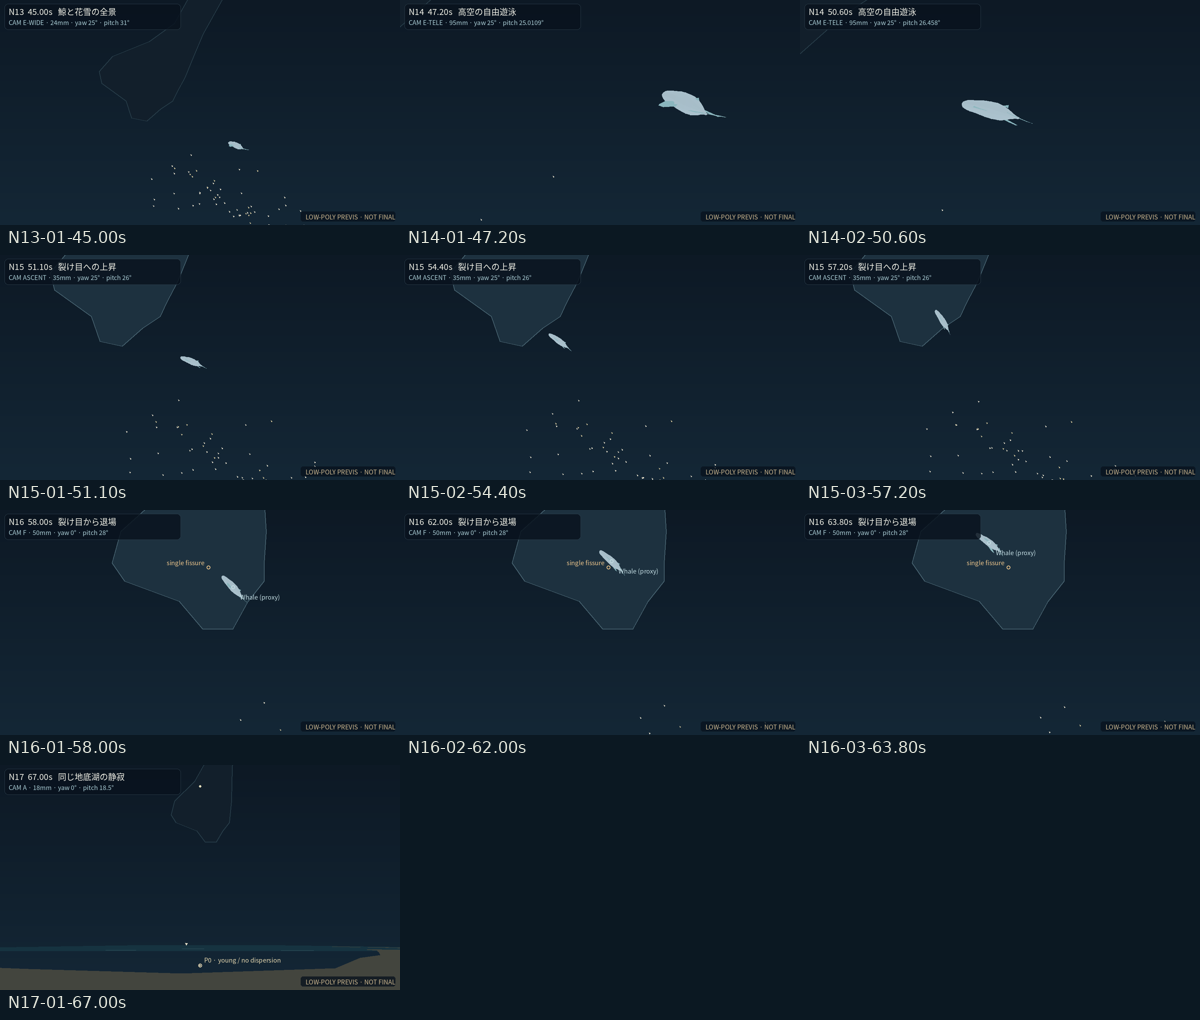 N13 45.00s 鯨と花雪の全景
CAM E-WIDE · 24mm · yaw 25° · pitch 31°
LOW-POLY PREVIS · NOT FINAL
N13-01-45.00s
N14 47.20s 高空の自由遊泳
CAM E-TELE · 95mm · yaw 25° · pitch 25.0109°
LOW-POLY PREVIS · NOT FINAL
N14-01-47.20s
N14 50.60s 高空の自由遊泳
CAM E-TELE · 95mm · yaw 25° · pitch 26.458°
LOW-POLY PREVIS · NOT FINAL
N14-02-50.60s
N15 51.10s 裂け目への上昇
CAM ASCENT · 35mm · yaw 25° · pitch 26°
LOW-POLY PREVIS · NOT FINAL
N15-01-51.10s
N15 54.40s 裂け目への上昇
CAM ASCENT · 35mm · yaw 25° · pitch 26°
LOW-POLY PREVIS · NOT FINAL
N15-02-54.40s
N15 57.20s 裂け目への上昇
CAM ASCENT · 35mm · yaw 25° · pitch 26°
LOW-POLY PREVIS · NOT FINAL
N15-03-57.20s
N16 58.00s 裂け目から退場
CAM F · 50mm · yaw 0° · pitch 28°
single fissure
Whale (proxy)
LOW-POLY PREVIS · NOT FINAL
N16-01-58.00s
N16 62.00s 裂け目から退場
CAM F · 50mm · yaw 0° · pitch 28°
single fissure
Whale (proxy)
LOW-POLY PREVIS · NOT FINAL
N16-02-62.00s
N16 63.80s 裂け目から退場
CAM F · 50mm · yaw 0° · pitch 28°
Whale (proxy)
single fissure
LOW-POLY PREVIS · NOT FINAL
N16-03-63.80s
N17 67.00s 同じ地底湖の静寂
CAM A · 18mm · yaw 0° · pitch 18.5°
P0 · young / no dispersion
LOW-POLY PREVIS · NOT FINAL
N17-01-67.00s